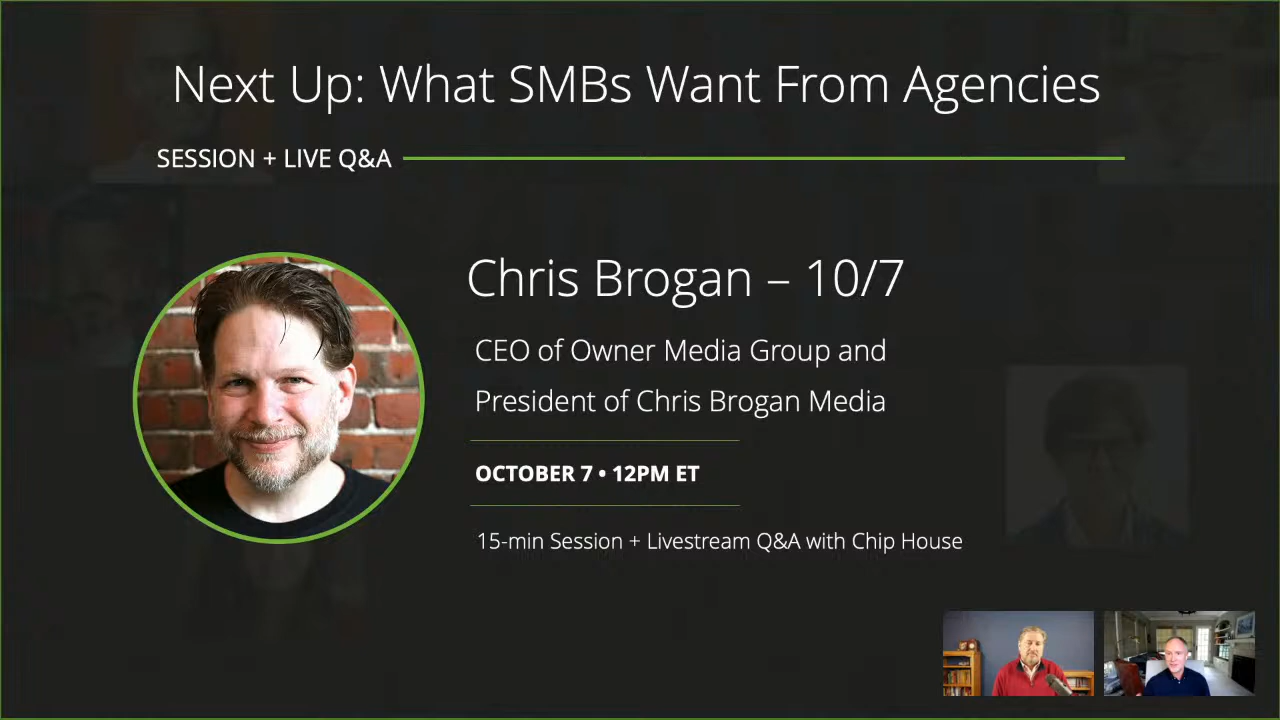 Next Up: What SMBs Want From Agencies
SESSION + LIVE Q&A
Chris Brogan – 10/7
CEO of Owner Media Group and
President of Chris Brogan Media
OCTOBER 7 • 12PM ET
15-min Session + Livestream Q&A with Chip House